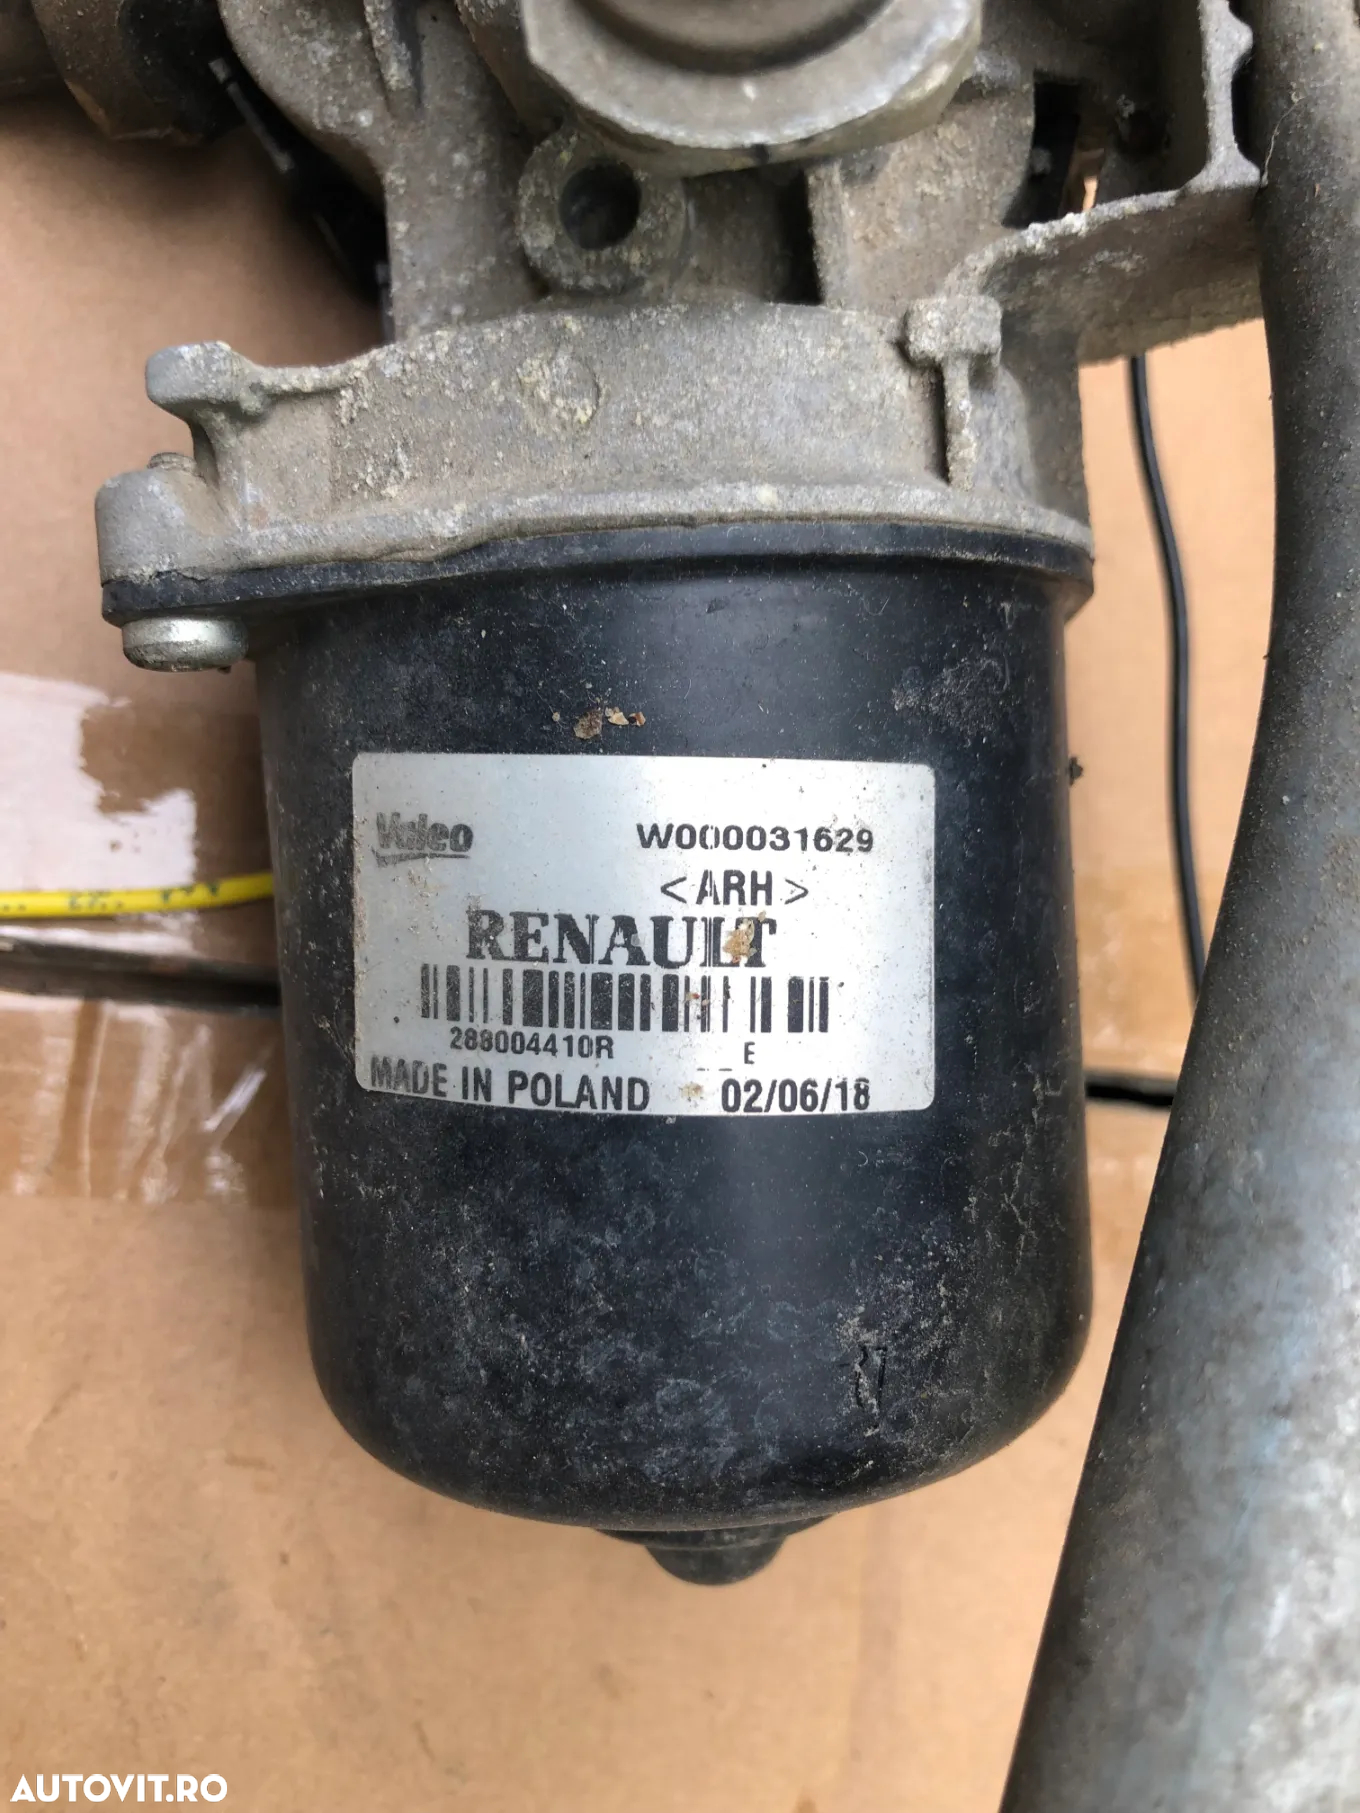 Valeo W000031629
<ARH>
RENAULT
288004410R E
MADE IN POLAND 02/06/18
AUTOVIT.RO